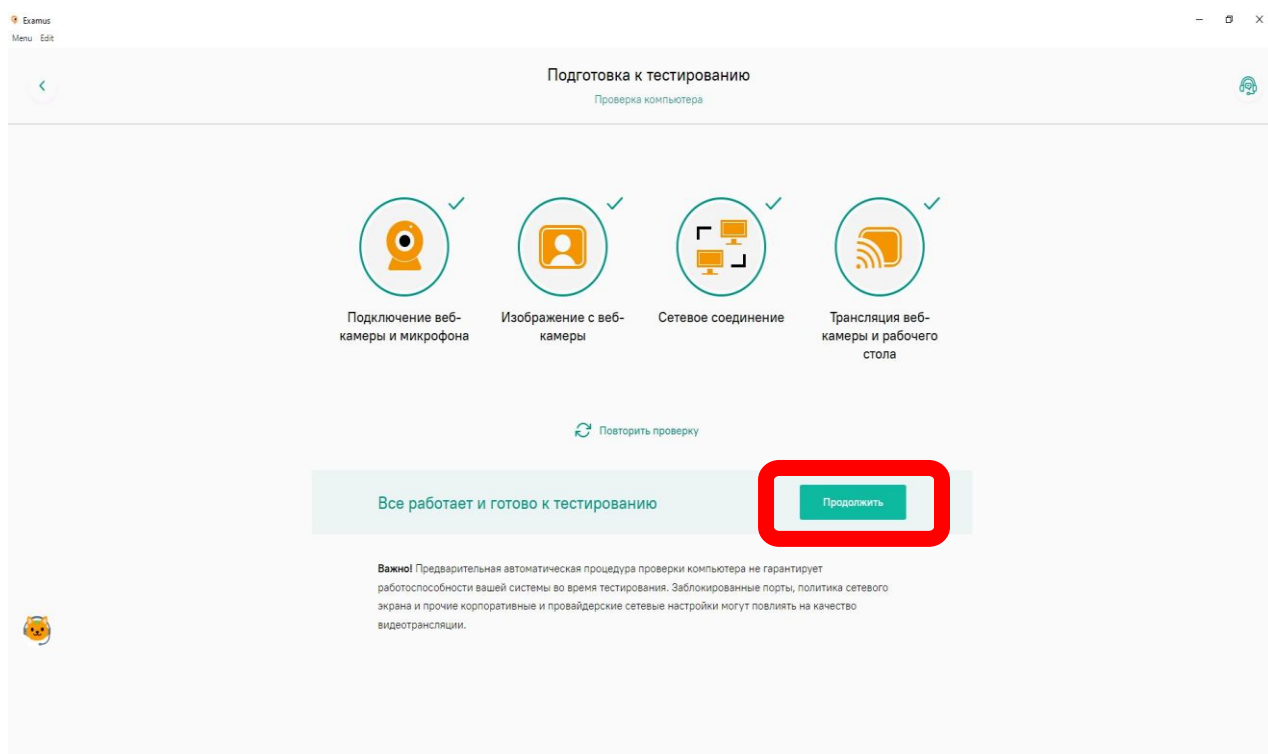 Examus
Menu Edit
Подготовка к тестированию
Проверка компьютера
Подключение веб-
камеры и микрофона
Изображение с веб-
камеры
Сетевое соединение
Трансляция веб-
камеры и рабочего
стола
Повторить проверку
Все работает и готово к тестированию
Продолжить
Важно! Предварительная автоматическая процедура проверки компьютера не гарантирует
работоспособности вашей системы во время тестирования. Заблокированные порты, политика сетевого
экрана и прочие корпоративные и провайдерские сетевые настройки могут повлиять на качество
видеотрансляции.